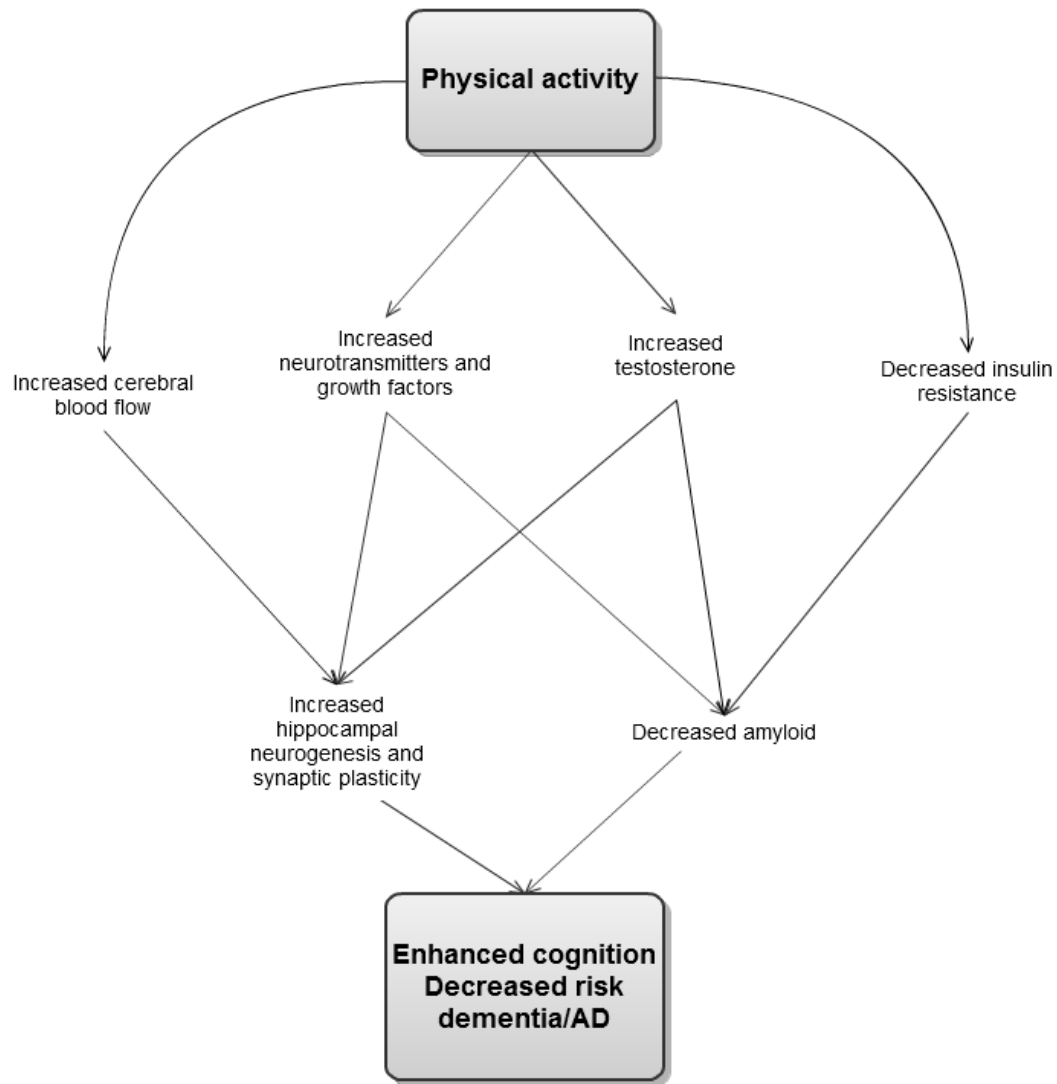 Physical activity
Increased cerebral
blood flow
Increased
neurotransmitters and
growth factors
Increased
testosterone
Decreased insulin
resistance
Increased
hippocampal
neurogenesis and
synaptic plasticity
Decreased amyloid
Enhanced cognition
Decreased risk
dementia/AD